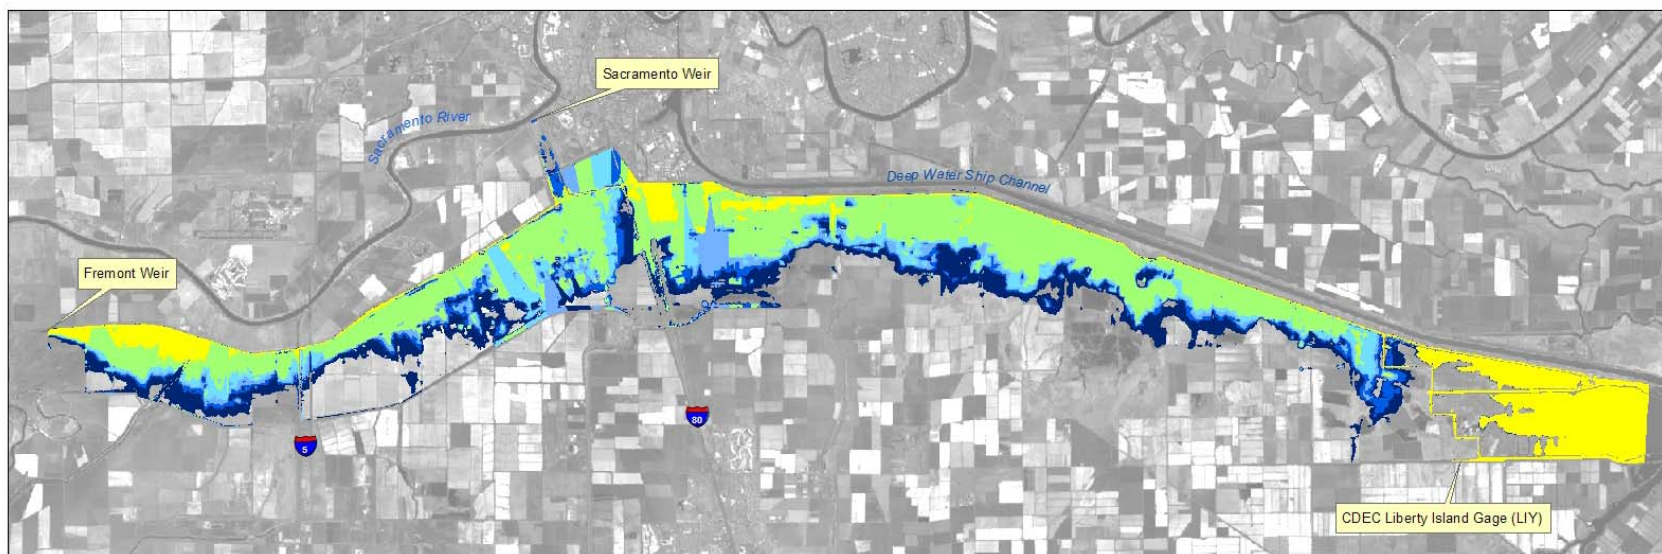 Sacramento Weir
Sacramento River
Deep Water Ship Channel
Fremont Weir
80
5
CDEC Liberty Island Gage (LIY)